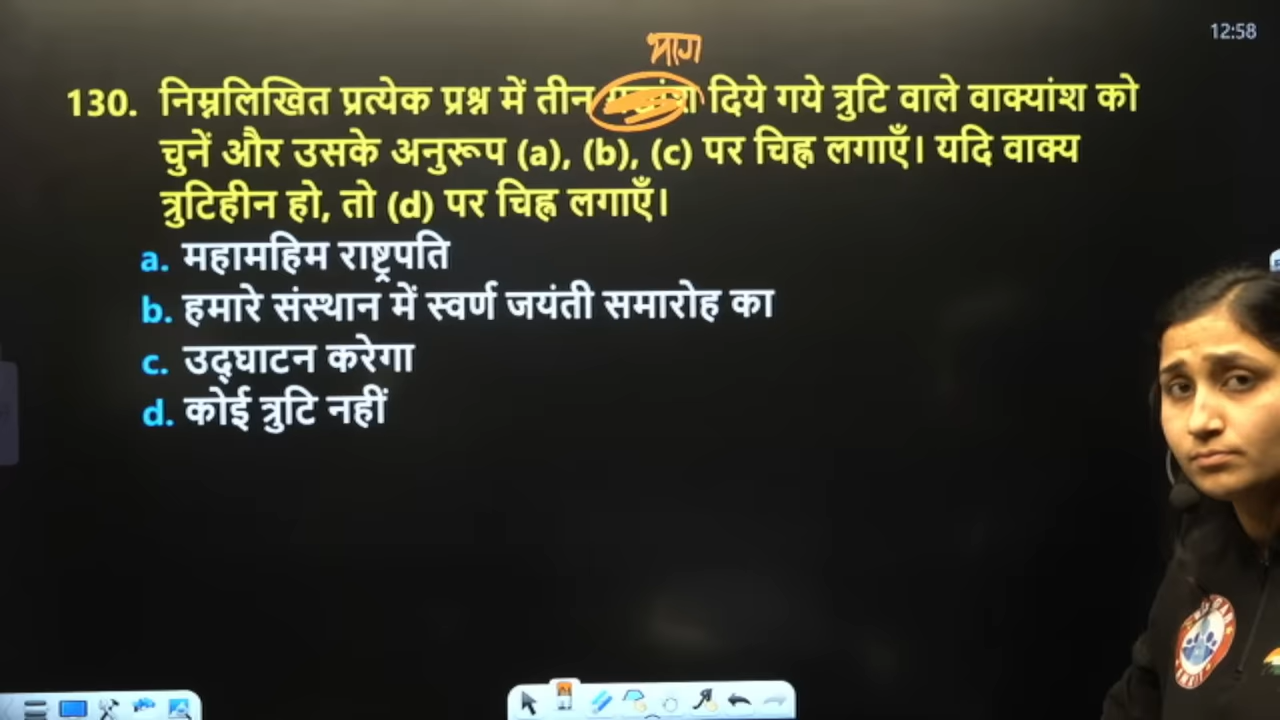 12:58
भाग
130. निम्नलिखित प्रत्येक प्रश्न में तीन दिये गये त्रुटि वाले वाक्यांश को
चुनें और उसके अनुरूप (a), (b), (c) पर चिह्न लगाएँ। यदि वाक्य
त्रुटिहीन हो, तो (d) पर चिह्न लगाएँ।
a. महामहिम राष्ट्रपति
b. हमारे संस्थान में स्वर्ण जयंती समारोह का
c. उद्घाटन करेगा
d. कोई त्रुटि नहीं